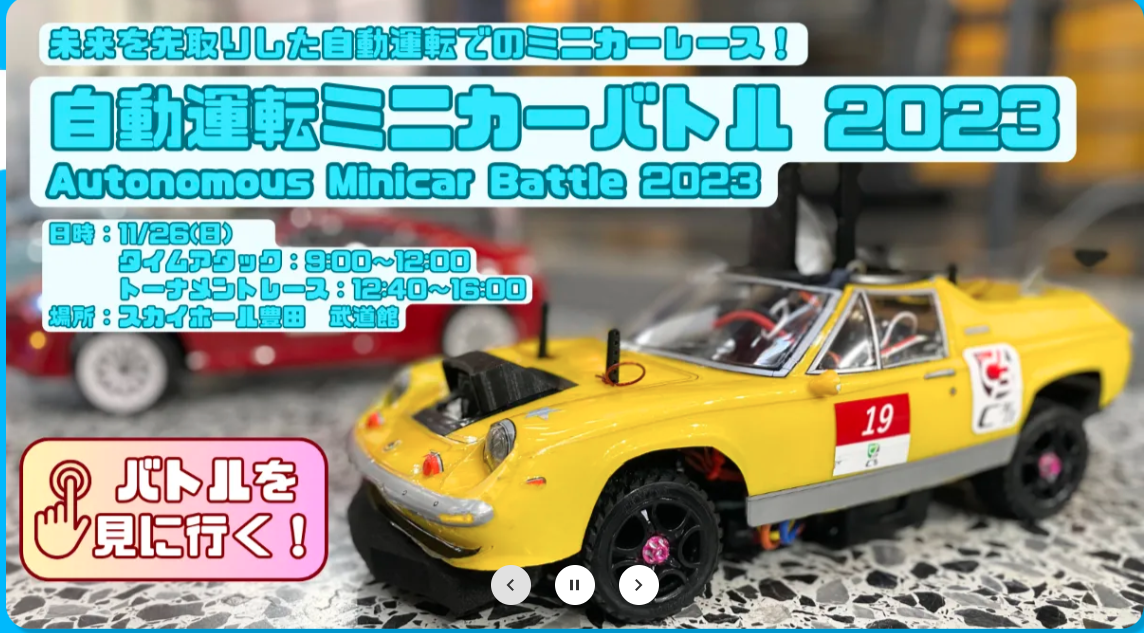 未来を先取りした自動運転でのミニカーレース！
自動運転ミニカーバトル 2023
Autonomous Minicar Battle 2023
日時：11/26(日)
タイムアタック：9:00～12:00
トーナメントレース：12:40～16:00
場所：スカイホール豊田　武道館
19
バトルを
見に行く！